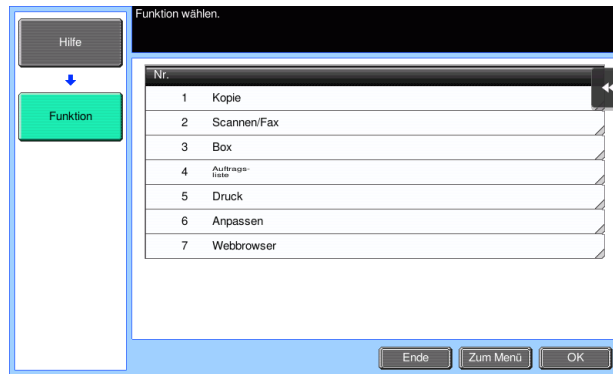 Funktion wählen.
Hilfe
Funktion
Nr.
1 Kopie
2 Scannen/Fax
3 Box
4 Auftrags-
liste
5 Druck
6 Anpassen
7 Webbrowser
Ende Zum Menü OK